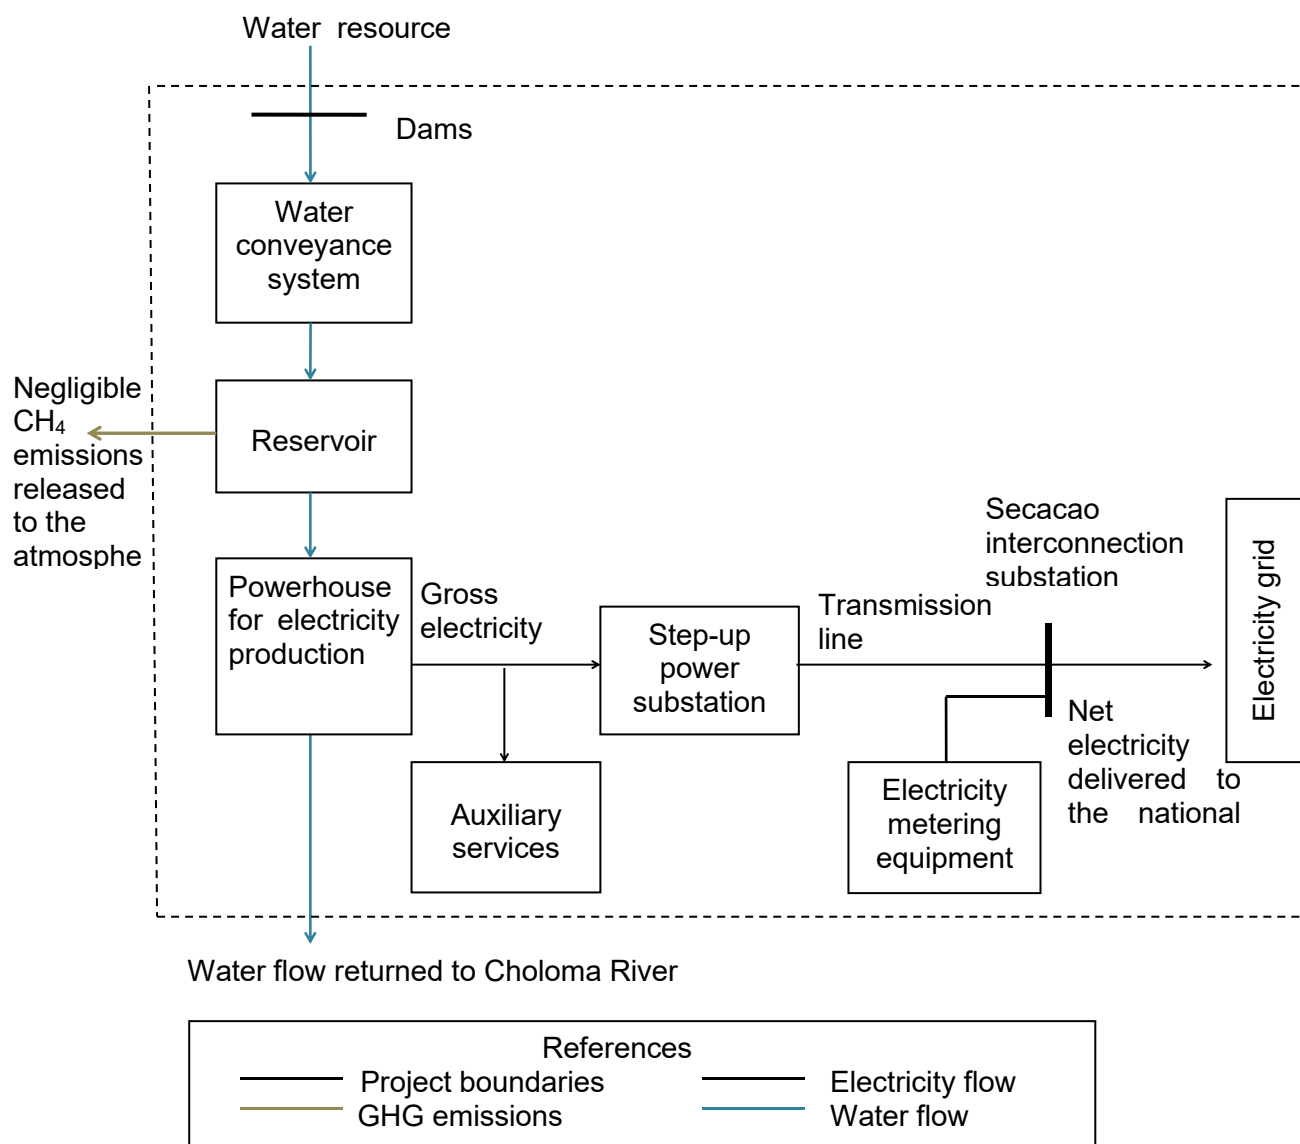 Water resource
Dams
Water
conveyance
system
Negligible
CH₄
emissions
released
to the
atmosphe
Reservoir
Powerhouse
for electricity
production
Gross
electricity
Step-up
power
substation
Transmission
line
Secacao
interconnection
substation
Electricity grid
Auxiliary
services
Electricity
metering
equipment
Net
electricity
delivered to
the national
Water flow returned to Choloma River
References
Project boundaries
Electricity flow
GHG emissions
Water flow